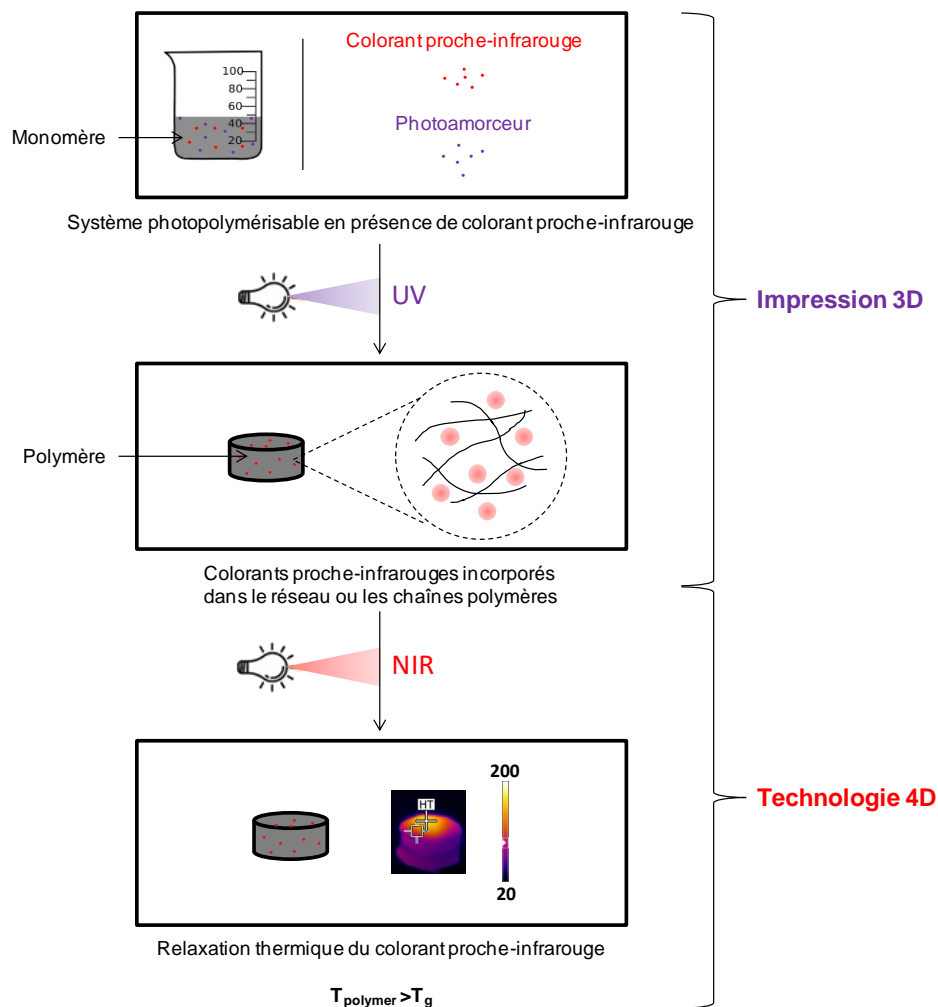 Colorant proche-infrarouge
100
80
60
40
20
Photoamorceur
Monomère
Système photopolymérisable en présence de colorant proche-infrarouge
UV
Impression 3D
Polymère
Colorants proche-infrarouges incorporés
dans le réseau ou les chaînes polymères
NIR
200
HT
Technologie 4D
20
Relaxation thermique du colorant proche-infrarouge
Tpolymer >Tg